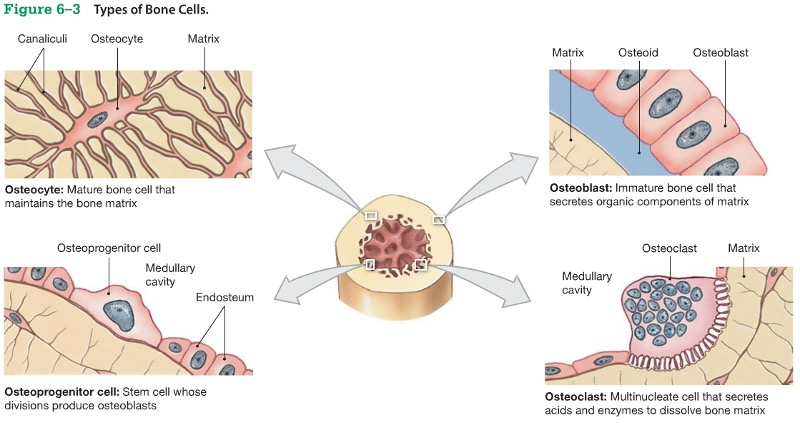 Figure 6–3 Types of Bone Cells.
Canaliculi
Osteocyte
Matrix
Osteocyte: Mature bone cell that
maintains the bone matrix
Matrix
Osteoid
Osteoblast
Osteoblast: Immature bone cell that
secretes organic components of matrix
Osteoprogenitor cell
Medullary
cavity
Endosteum
Osteoprogenitor cell: Stem cell whose
divisions produce osteoblasts
Osteoclast
Matrix
Medullary
cavity
Osteoclast: Multinucleate cell that secretes
acids and enzymes to dissolve bone matrix